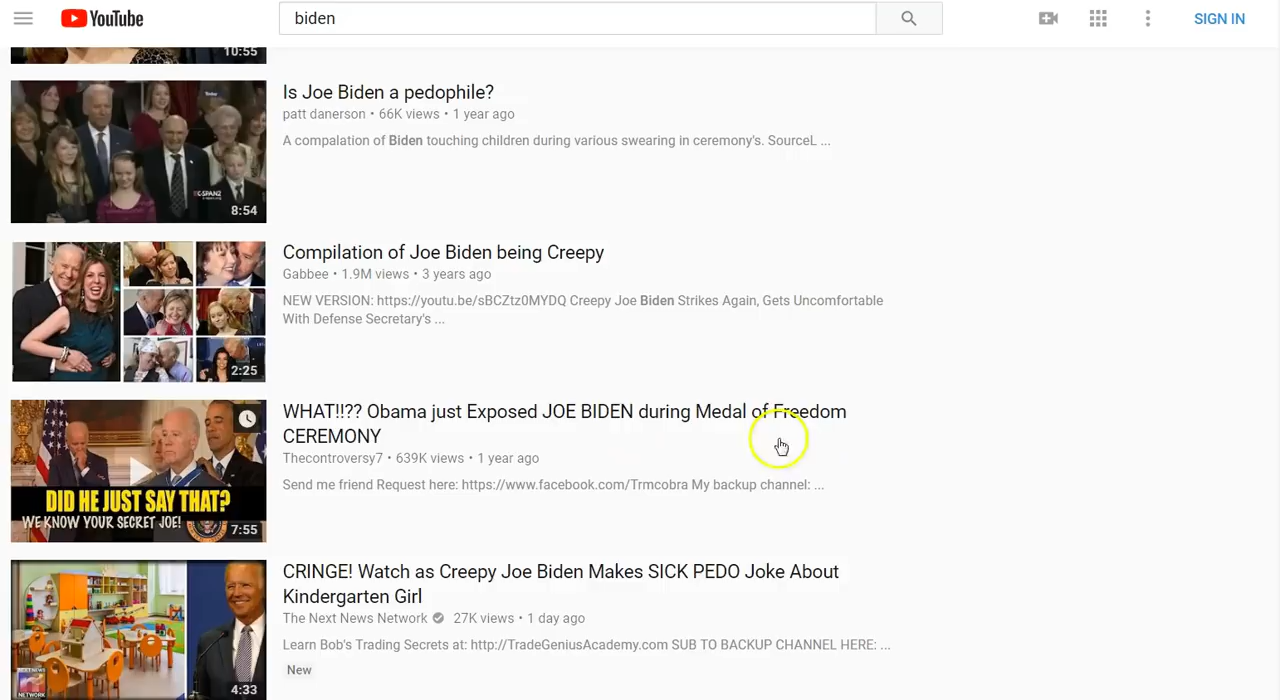 YouTube
biden
SIGN IN
10:55
Is Joe Biden a pedophile?
patt danerson • 66K views • 1 year ago
A compalation of Biden touching children during various swearing in ceremony's. SourceL ...
C-SPAN2
8:54
Compilation of Joe Biden being Creepy
Gabbee • 1.9M views • 3 years ago
NEW VERSION: https://youtu.be/sBCZtz0MYDQ Creepy Joe Biden Strikes Again, Gets Uncomfortable
With Defense Secretary's ...
2:25
WHAT!!?? Obama just Exposed JOE BIDEN during Medal of Freedom
CEREMONY
Thecontroversy7 • 639K views • 1 year ago
Send me friend Request here: https://www.facebook.com/Trmcobra My backup channel: ...
DID HE JUST SAY THAT?
WE KNOW YOUR SECRET JOE!
7:55
CRINGE! Watch as Creepy Joe Biden Makes SICK PEDO Joke About
Kindergarten Girl
The Next News Network 27K views • 1 day ago
Learn Bob's Trading Secrets at: http://TradeGeniusAcademy.com SUB TO BACKUP CHANNEL HERE: ...
New
NEXT NEWS
NETWORK
4:33